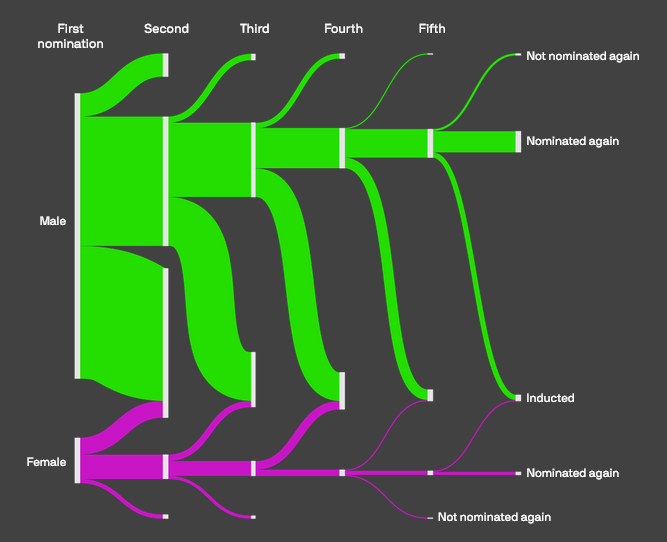 First
nomination
Second
Third
Fourth
Fifth
Not nominated again
Nominated again
Male
Inducted
Female
Nominated again
Not nominated again